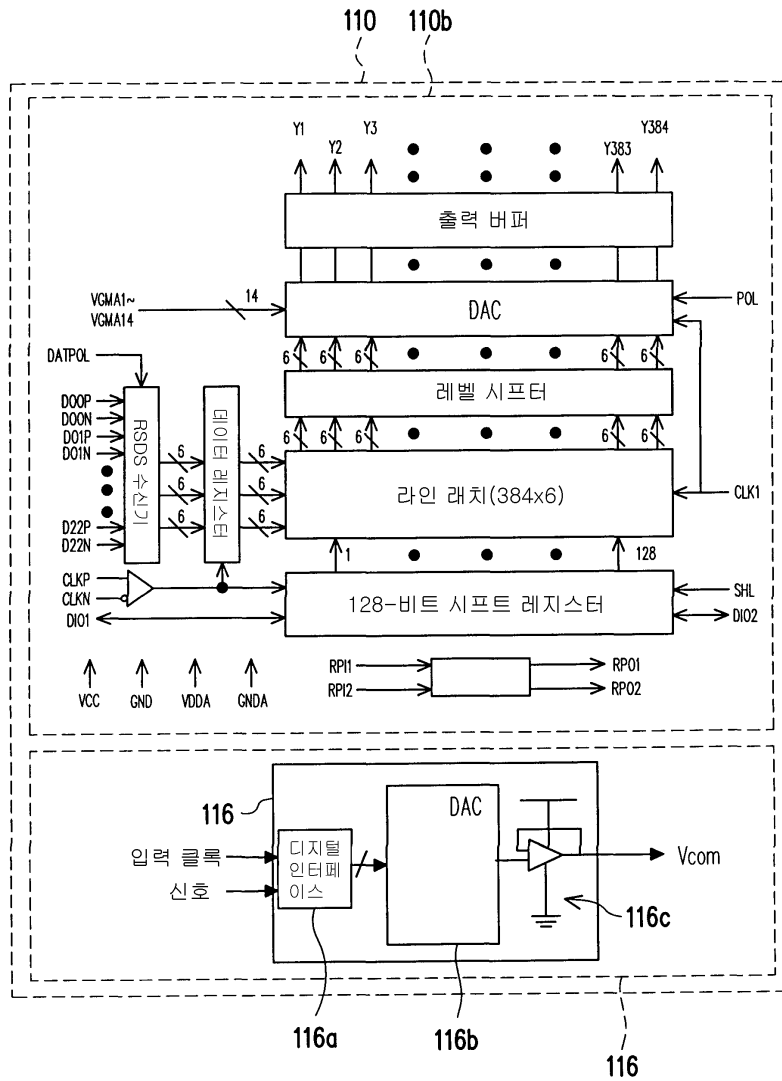 110
110b
Y1
Y2
Y3
Y383
Y384
출력 버퍼
VGMA1~
VGMA14
14
DAC
POL
DATPOL
6
6
6
6
6
레벨 시프터
D00P
D00N
D01P
D01N
D22P
D22N
RSDS 수신기
6
6
6
데이터 레지스터
6
6
6
6
6
6
6
6
라인 래치(384x6)
CLK1
1
128
CLKP
CLKN
DIO1
128-비트 시프트 레지스터
SHL
DIO2
VCC
GND
VDDA
GNDA
RPI1
RPI2
RPO1
RPO2
116
입력 클록
신호
디지털
인터페
이스
DAC
Vcom
116c
116a
116b
116